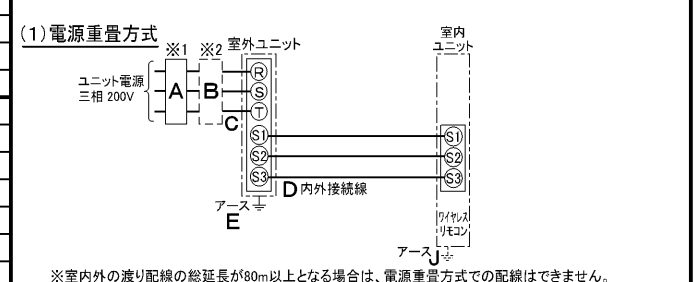 (1)電源重畳方式
※1 ※2 室外ユニット
室内
ユニット
ユニット電源
三相 200V
A
B
C
R
S
T
S1
S2
S3
S1
S2
S3
D 内外接続線
アース
E
ワイヤレス
リモコン
アース J
※室内外の渡り配線の総延長が80m以上となる場合は、電源重畳方式での配線はできません。